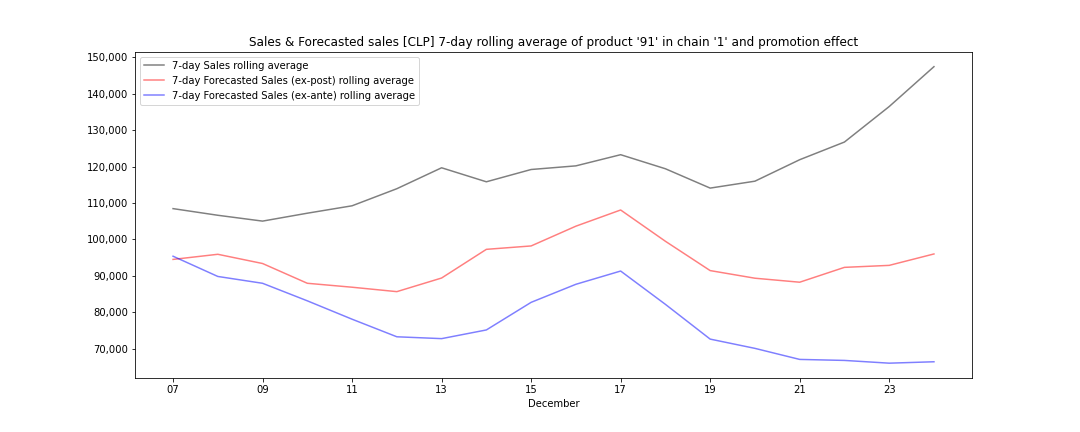 Sales & Forecasted sales [CLP] 7-day rolling average of product '91' in chain '1' and promotion effect
7-day Sales rolling average
7-day Forecasted Sales (ex-post) rolling average
7-day Forecasted Sales (ex-ante) rolling average
150,000
140,000
130,000
120,000
110,000
100,000
90,000
80,000
70,000
07 09 11 13 15 17 19 21 23
December